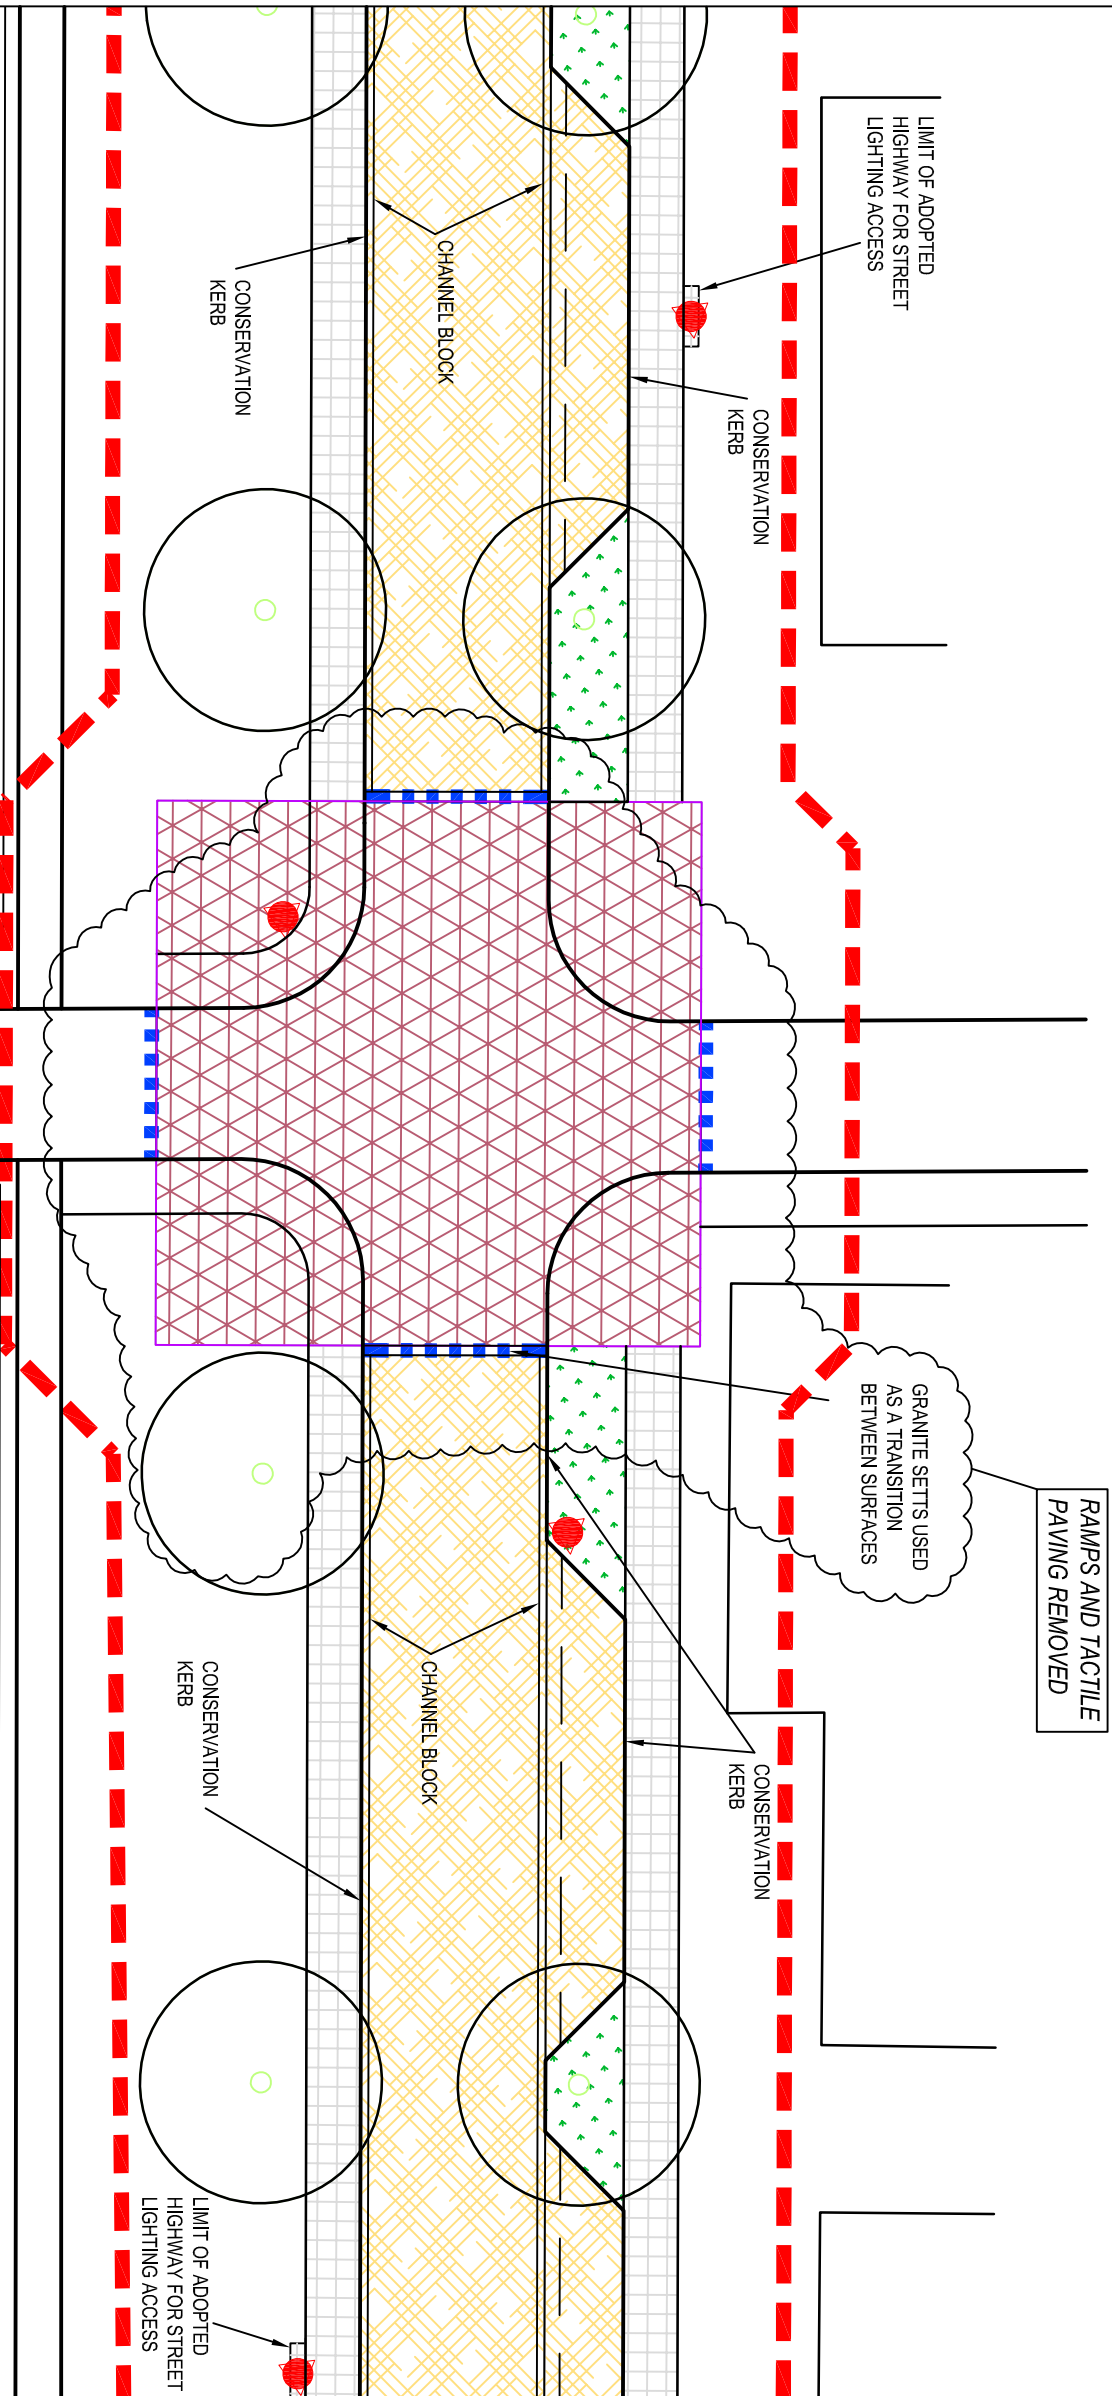 LIMIT OF ADOPTED
HIGHWAY FOR STREET
LIGHTING ACCESS
CHANNEL BLOCK
CONSERVATION
KERB
CONSERVATION
KERB
GRANITE SETTS USED
AS A TRANSITION
BETWEEN SURFACES
RAMPS AND TACTILE
PAVING REMOVED
CHANNEL BLOCK
CONSERVATION
KERB
CONSERVATION
KERB
LIMIT OF ADOPTED
HIGHWAY FOR STREET
LIGHTING ACCESS